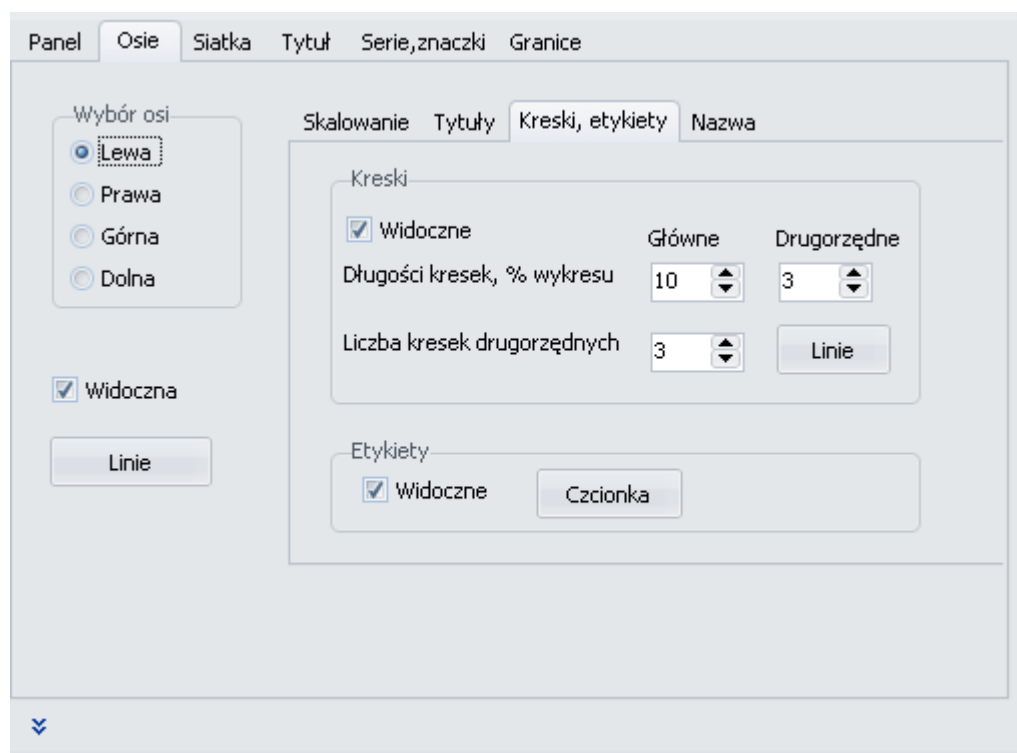 Panel Osie Siatka Tytuł Serie,znaczki Granice
Wybór osi
Lewa
Prawa
Górna
Dolna
Widoczna
Linie
Skalowanie Tytuły Kreski, etykiety Nazwa
Kreski
Widoczne Główne Drugorzędne
Długości kresek, % wykresu 10 3
Liczba kresek drugorzędnych 3 Linie
Etykiety
Widoczne Czcionka